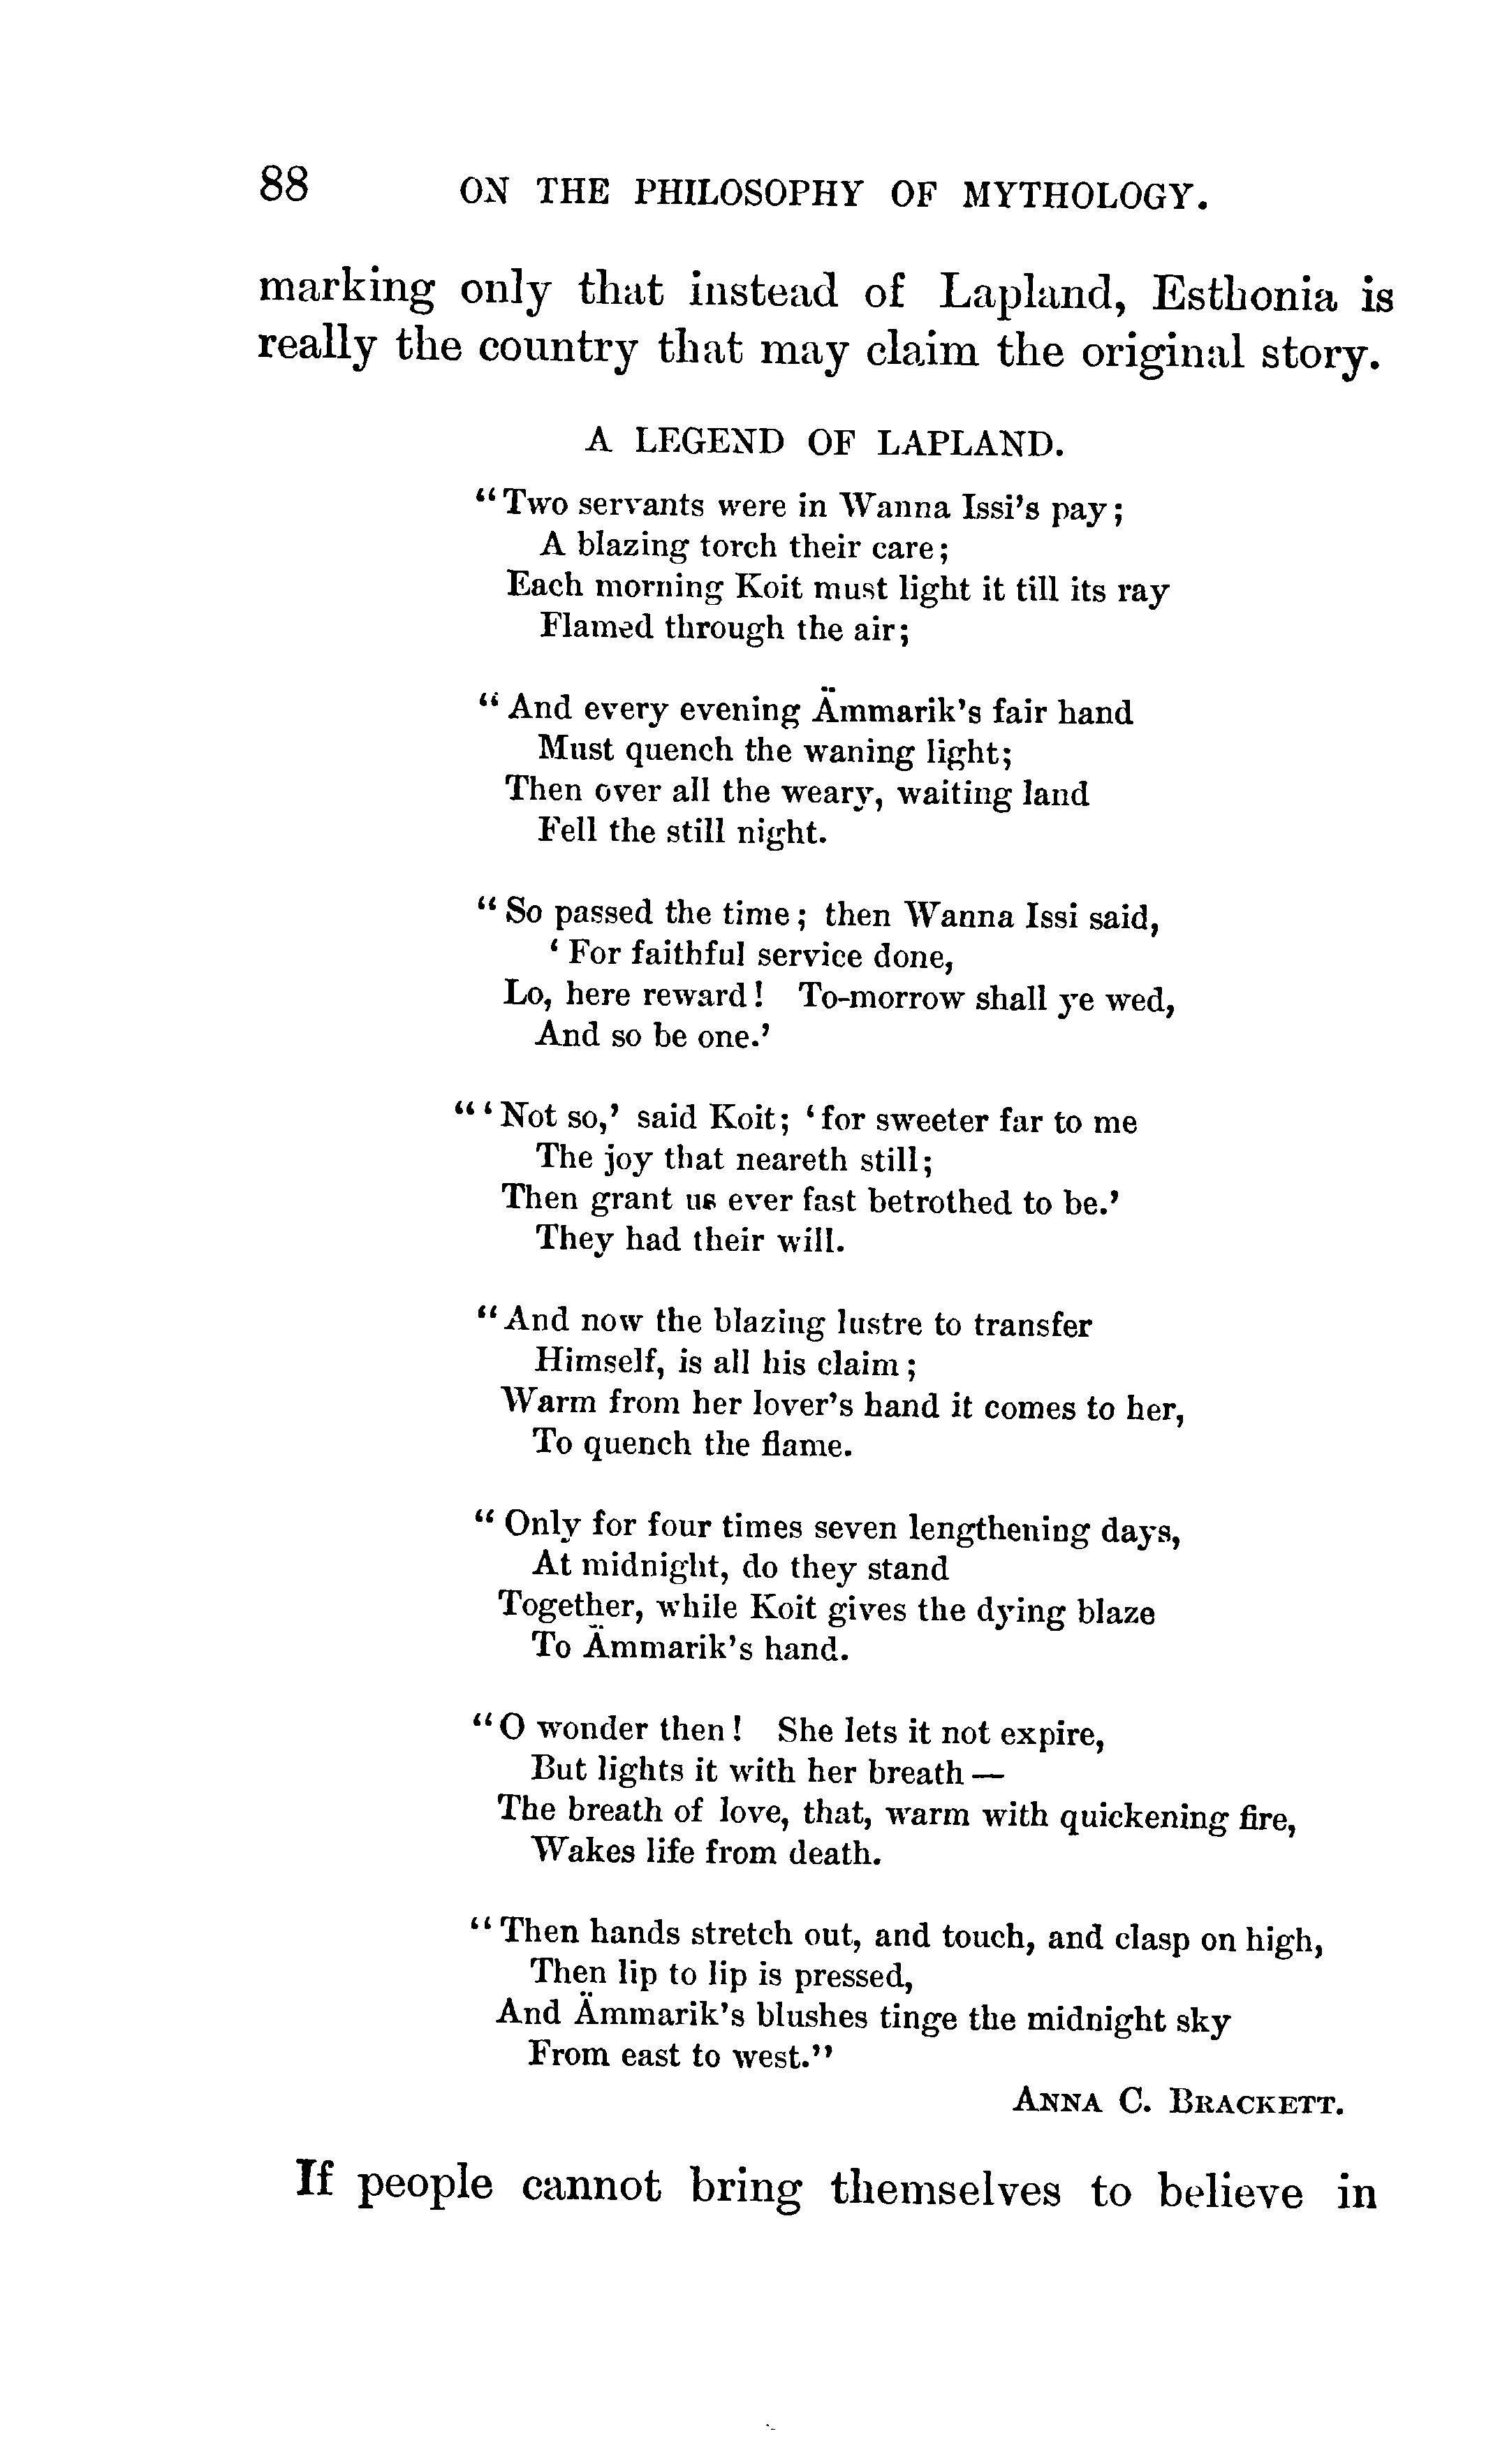 88 ON THE PHILOSOPHY OF MYTHOLOGY.
marking only that instead of Lapland, Esthonia is
really the country that may claim the original story.
A LEGEND OF LAPLAND.
“Two servants were in Wanna Issi's pay;
A blazing torch their care;
Each morning Koit must light it till its ray
Flamed through the air;
“And every evening Ämmarik's fair hand
Must quench the waning light;
Then over all the weary, waiting land
Fell the still night.
“So passed the time; then Wanna Issi said,
‘For faithful service done,
Lo, here reward! To-morrow shall ye wed,
And so be one.’
“‘Not so,’ said Koit; ‘for sweeter far to me
The joy that neareth still;
Then grant us ever fast betrothed to be.’
They had their will.
“And now the blazing lustre to transfer
Himself, is all his claim;
Warm from her lover's hand it comes to her,
To quench the flame.
“Only for four times seven lengthening days,
At midnight, do they stand
Together, while Koit gives the dying blaze
To Ämmarik's hand.
“O wonder then! She lets it not expire,
But lights it with her breath —
The breath of love, that, warm with quickening fire,
Wakes life from death.
“Then hands stretch out, and touch, and clasp on high,
Then lip to lip is pressed,
And Ämmarik's blushes tinge the midnight sky
From east to west.”
ANNA C. BRACKETT.
If people cannot bring themselves to believe in